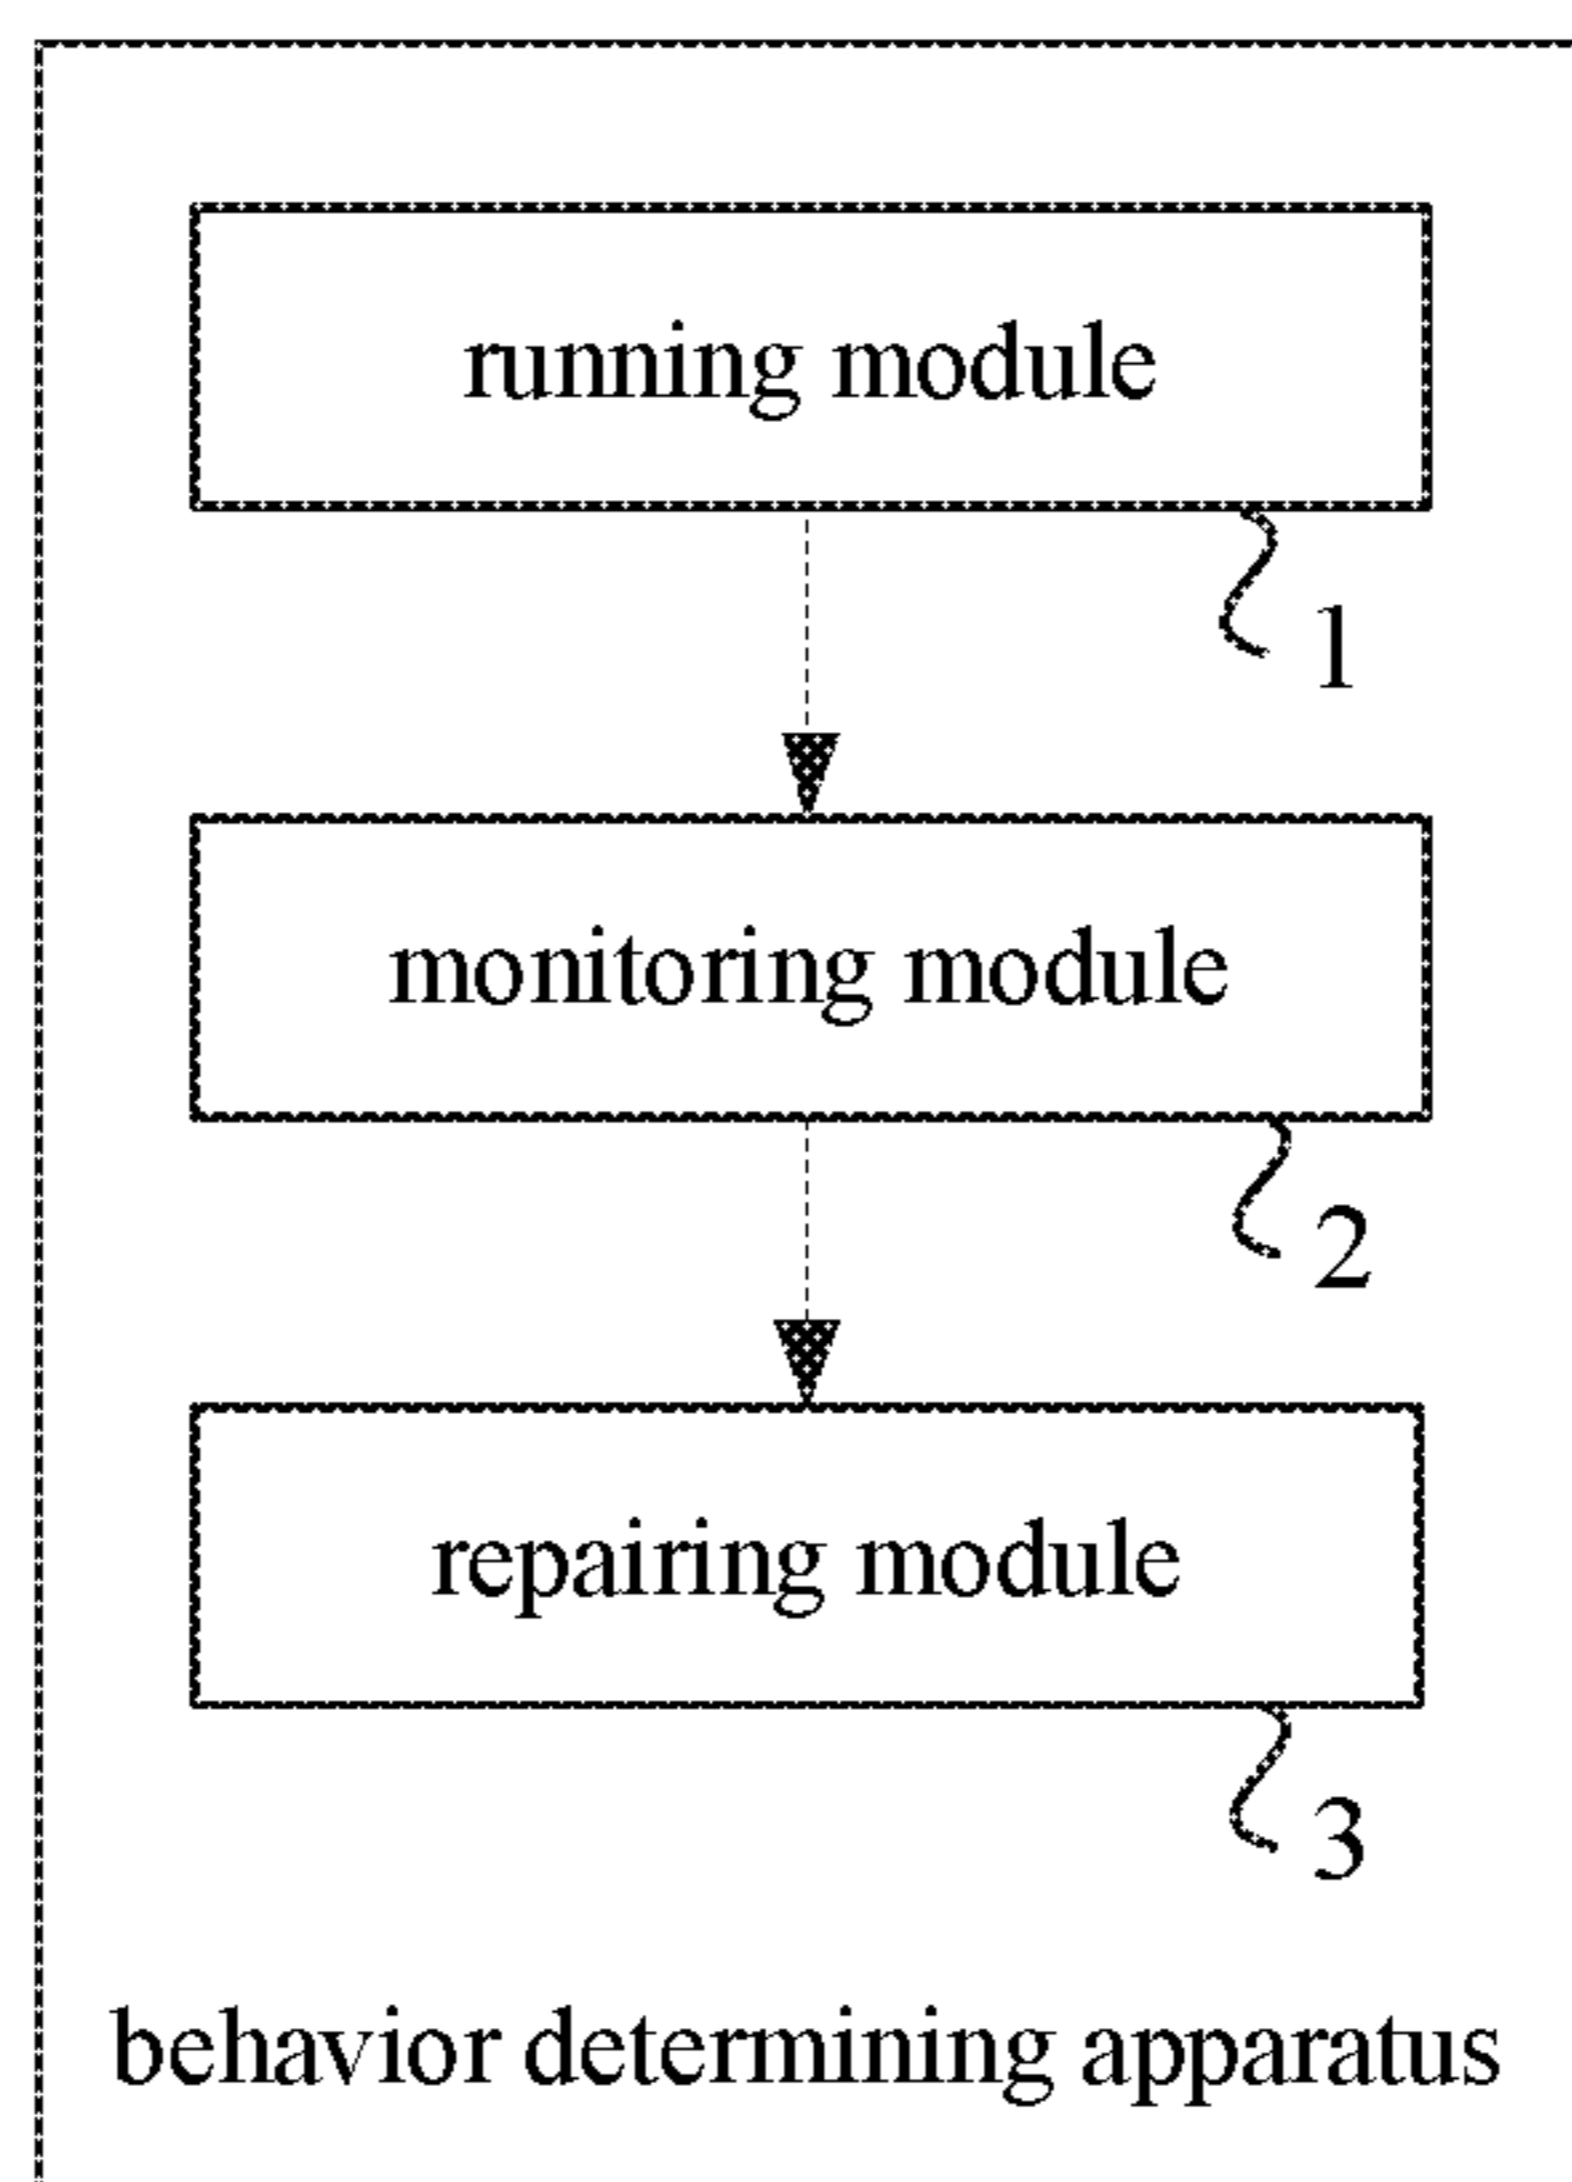 running module
1
monitoring module
2
repairing module
3
behavior determining apparatus